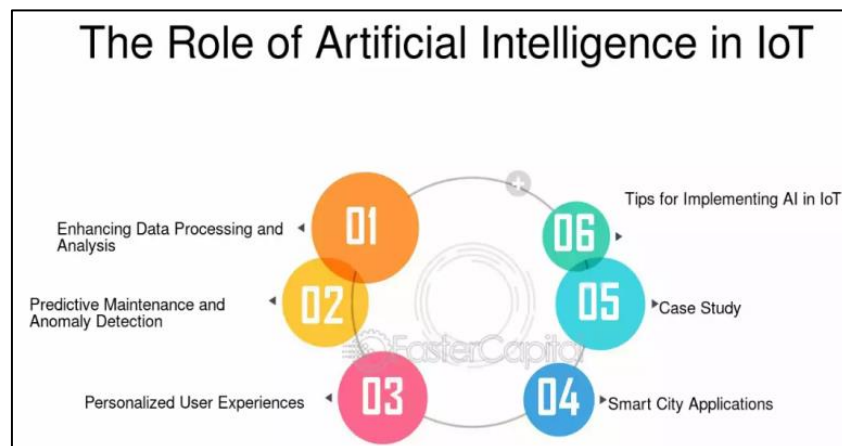 The Role of Artificial Intelligence in IoT
01
Enhancing Data Processing and
Analysis
02
Predictive Maintenance and
Anomaly Detection
03
Personalized User Experiences
04
Smart City Applications
05
Case Study
06
Tips for Implementing AI in IoT
FasterCapital